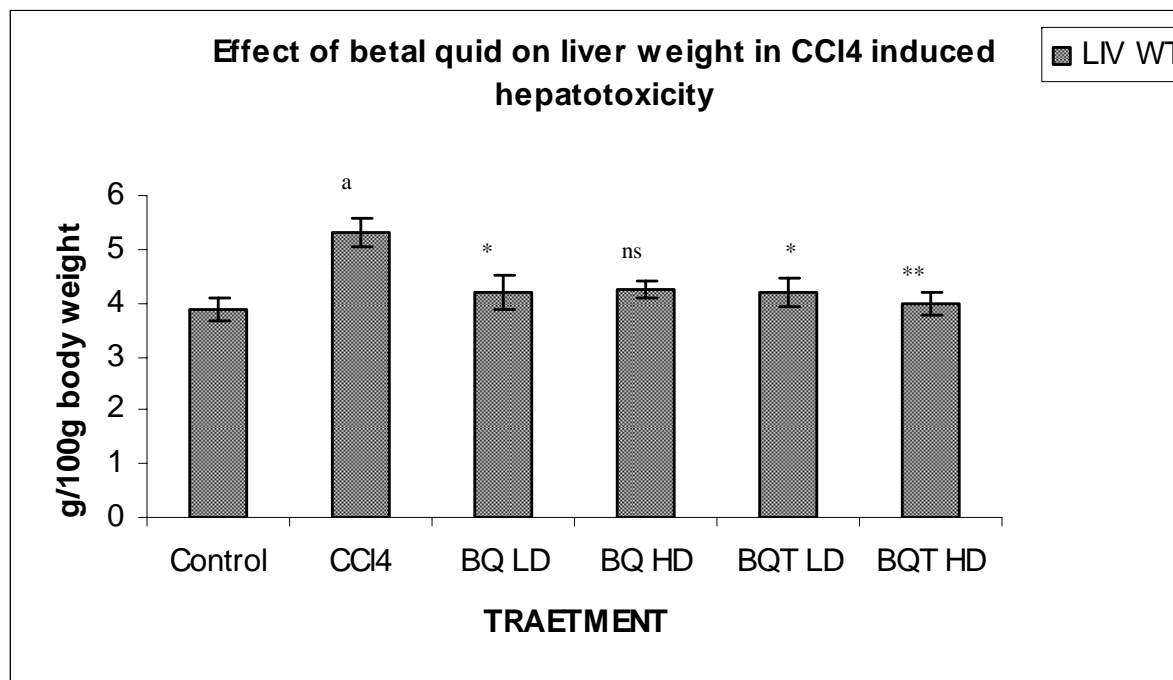 Effect of betal quid on liver weight in CCl4 induced
hepatotoxicity
LIV WT
g/100g body weight
6
5
4
3
2
1
0
a
*
ns
*
**
Control CCl4 BQ LD BQ HD BQT LD BQT HD
TRAETMENT